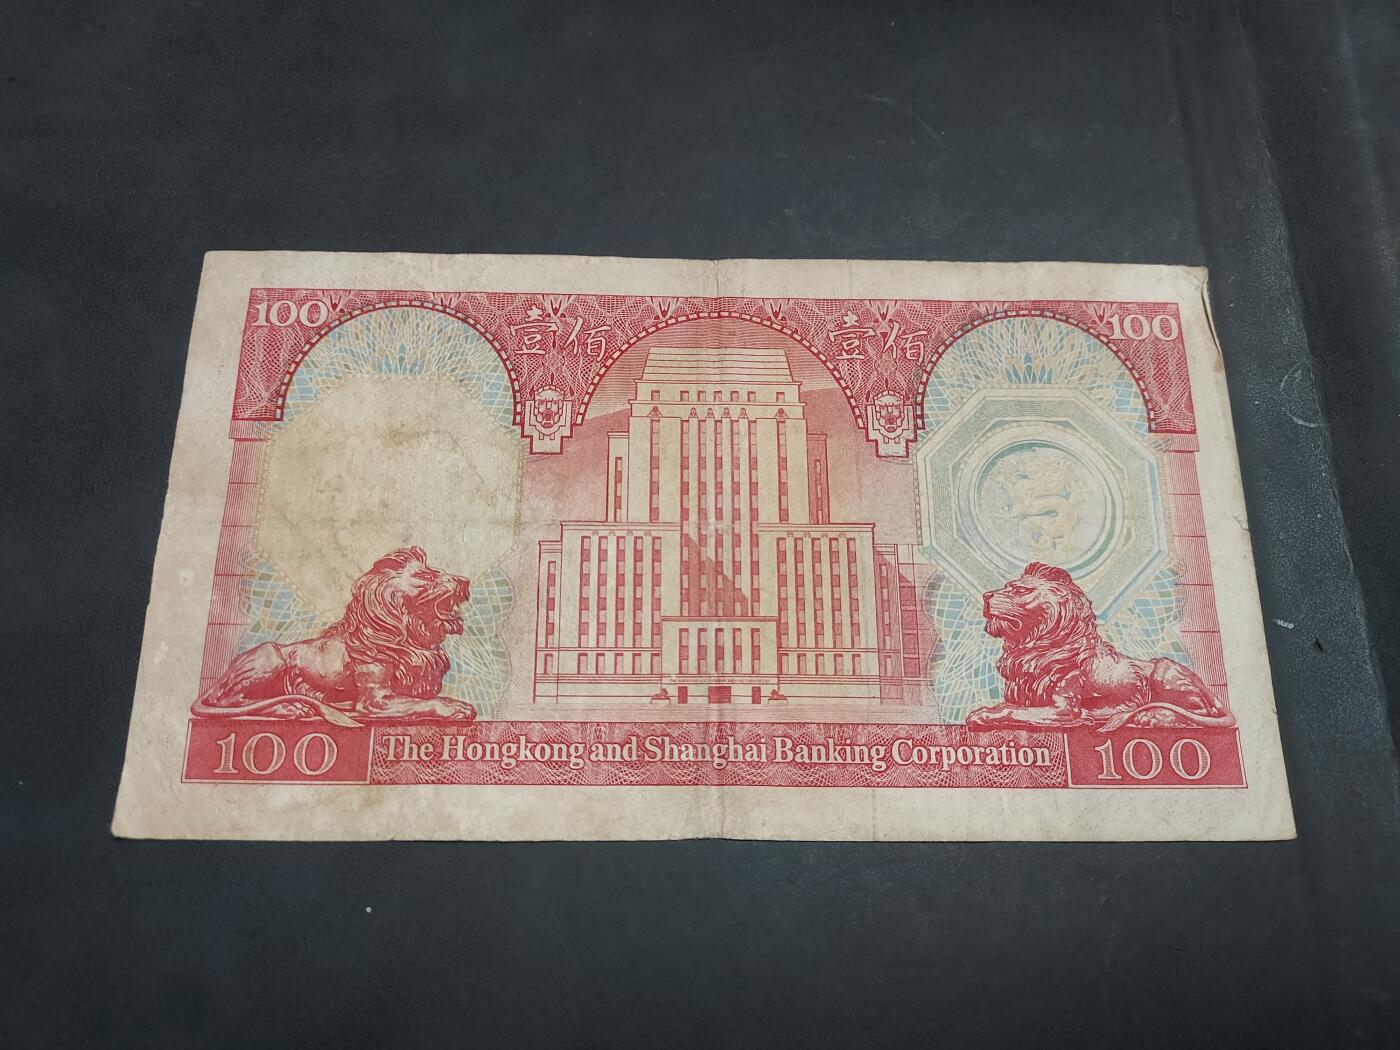 100 壹佰 壹佰 100
100 The Hongkong and Shanghai Banking Corporation 100